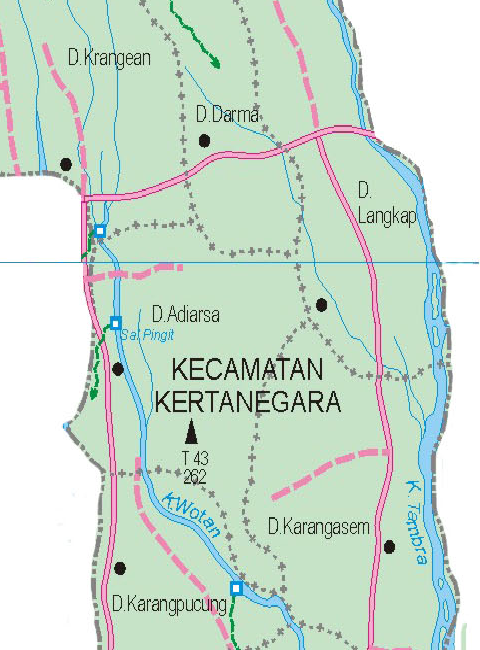 D.Krangean
D.Darma
D.
Langkap
D.Adiarsa
Sal.Pingit
KECAMATAN
KERTANEGARA
T 43
262
K.Wotan
D.Karangasem
K. Tambra
D.Karangpucung